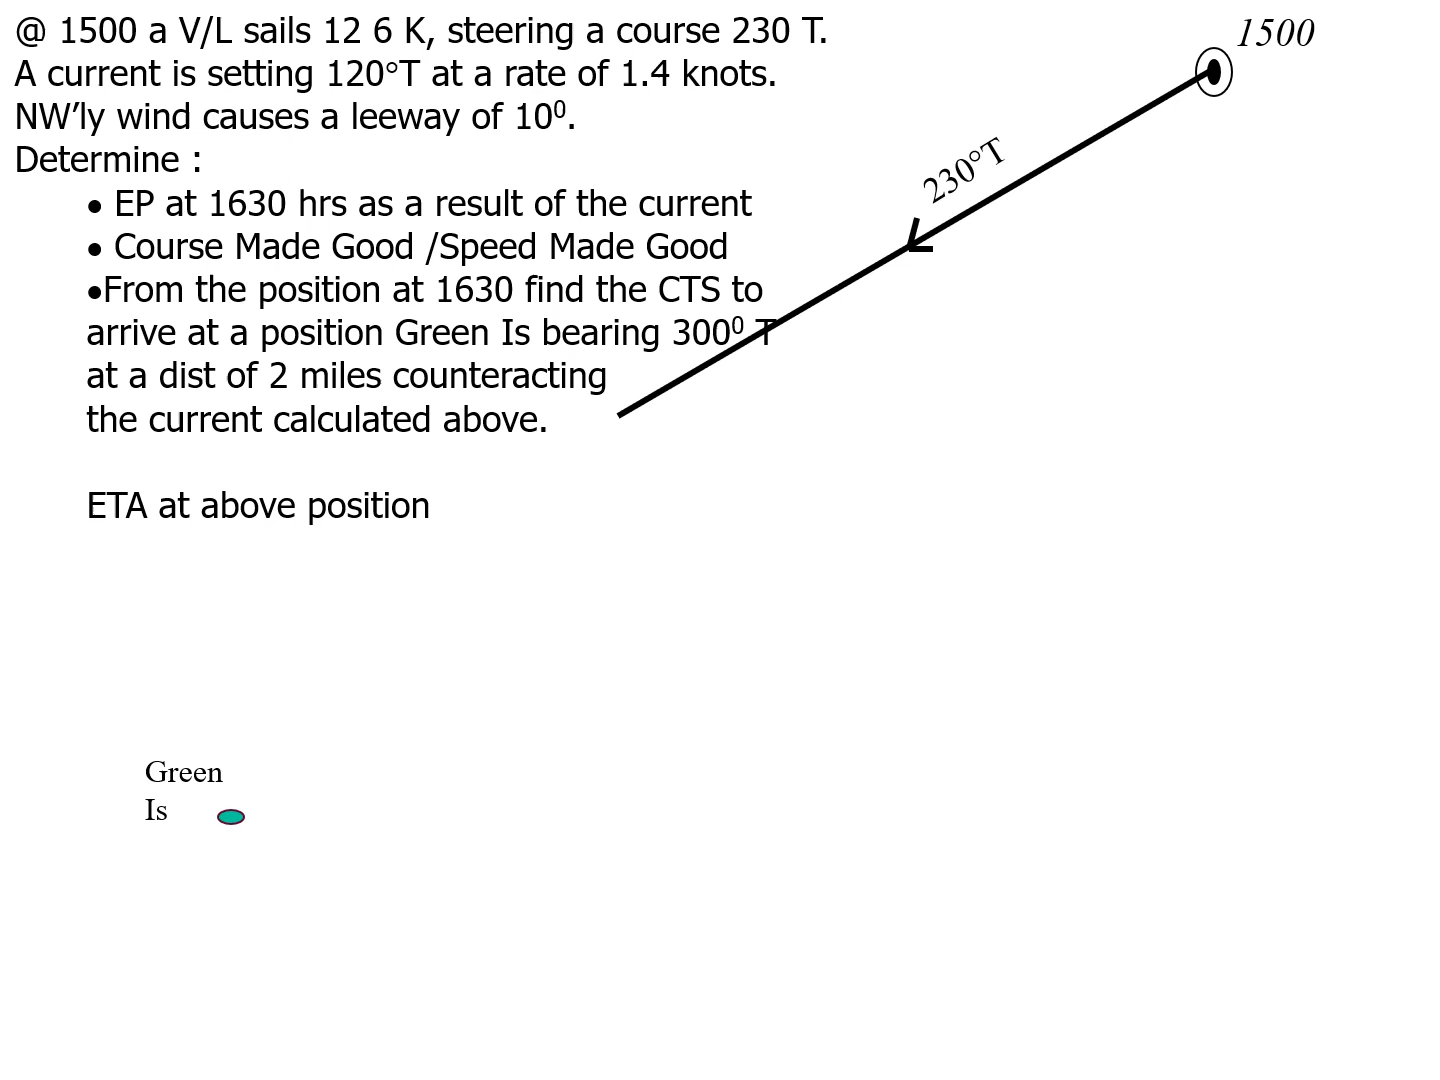 @ 1500 a V/L sails 12 6 K, steering a course 230 T.
A current is setting 120°T at a rate of 1.4 knots.
NW’ly wind causes a leeway of 10⁰.
Determine :
• EP at 1630 hrs as a result of the current
• Course Made Good /Speed Made Good
•From the position at 1630 find the CTS to
arrive at a position Green Is bearing 300⁰ T
at a dist of 2 miles counteracting
the current calculated above.
ETA at above position
1500
230°T
Green
Is